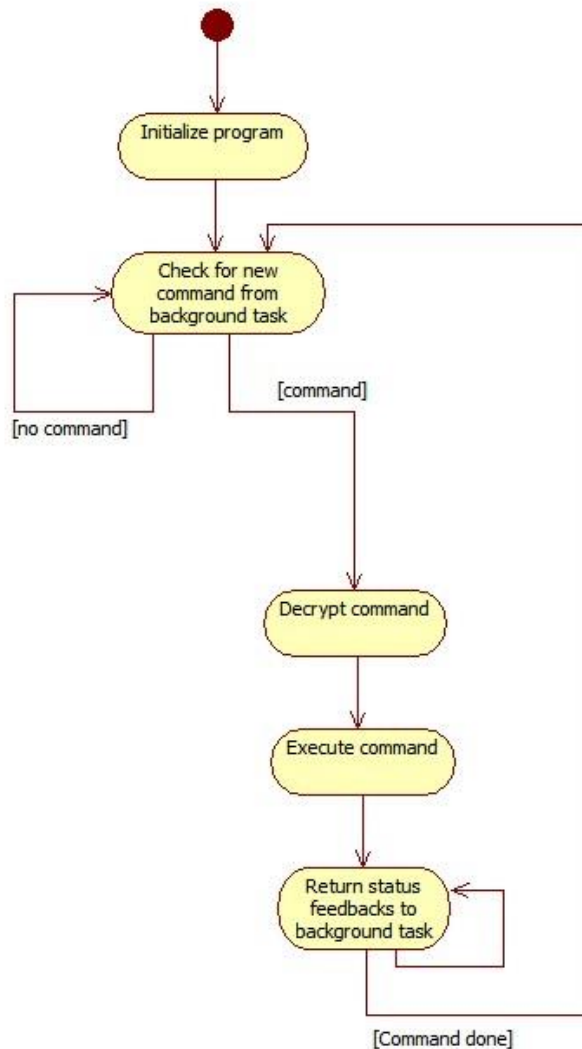 Initialize program
Check for new
command from
background task
[command]
[no command]
Decrypt command
Execute command
Return status
feedbacks to
background task
[Command done]